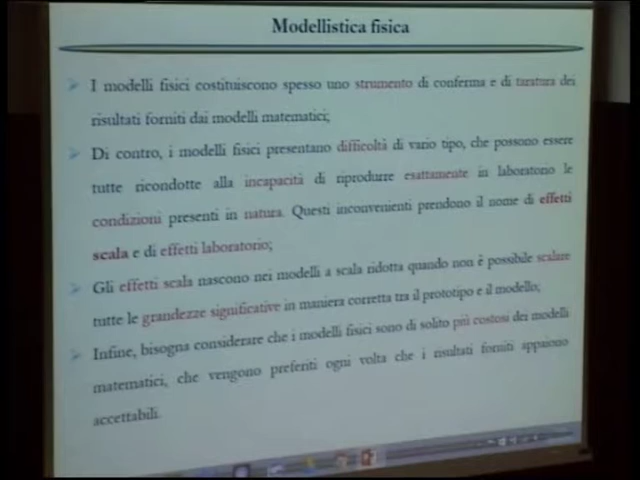 Modellistica fisica
I modelli fisici costituiscono spesso uno strumento di conferma e di taratura dei
risultati forniti dai modelli matematici;
Di contro, i modelli fisici presentano difficoltà di vario tipo, che possono essere
tutte ricondotte alla incapacità di riprodurre esattamente in laboratorio le
condizioni presenti in natura. Questi inconvenienti prendono il nome di effetti
scala e di effetti laboratorio;
Gli effetti scala nascono nei modelli a scala ridotta quando non è possibile scalare
tutte le grandezze significative in maniera corretta tra il prototipo e il modello;
Infine, bisogna considerare che i modelli fisici sono di solito più costosi dei modelli
matematici, che vengono preferiti ogni volta che i risultati forniti appaiono
accettabili.